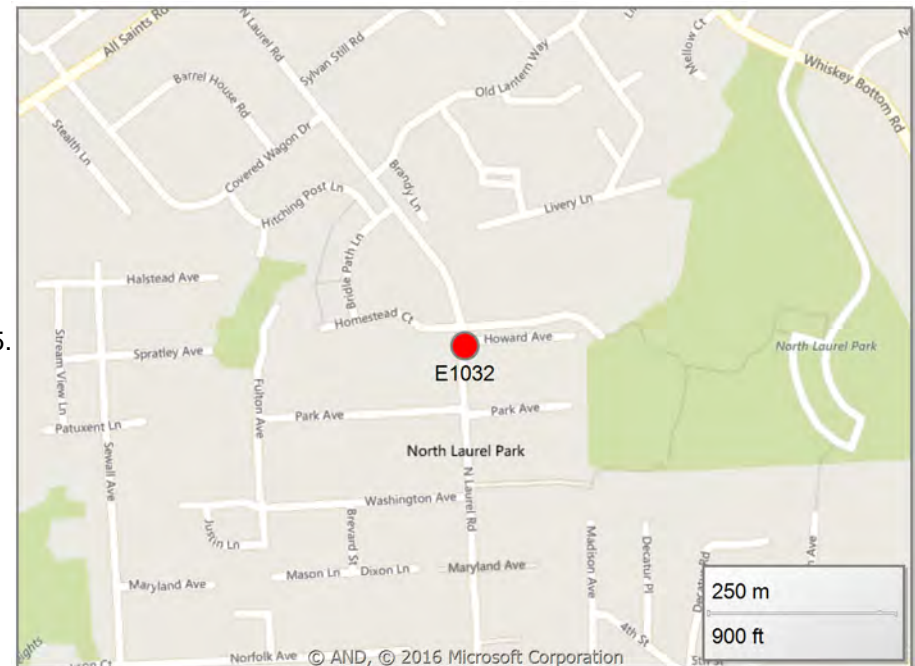 All Saints Rd
N Laurel Rd
Sylvan Still Rd
Mellow Ct
Whiskey Bottom Rd
Barrel House Rd
Old Lantern Way
Stealth Ln
Covered Wagon Dr
Brandy Ln
Hitching Post Ln
Livery Ln
Bridle Path Ln
Halstead Ave
Homestead Ct
5.
Howard Ave
North Laurel Park
Stream View Ln
Spratley Ave
E1032
Fulton Ave
Park Ave
Park Ave
Patuxent Ln
North Laurel Park
Sewall Ave
N Laurel Rd
Washington Ave
Justin Ln
Brevard St
Madison Ave
Decatur Pl
Decatur Rd
Ave
Mason Ln
Dixon Ln
Maryland Ave
Maryland Ave
250 m
900 ft
4th St
Norfolk Ave
© AND, © 2016 Microsoft Corporation